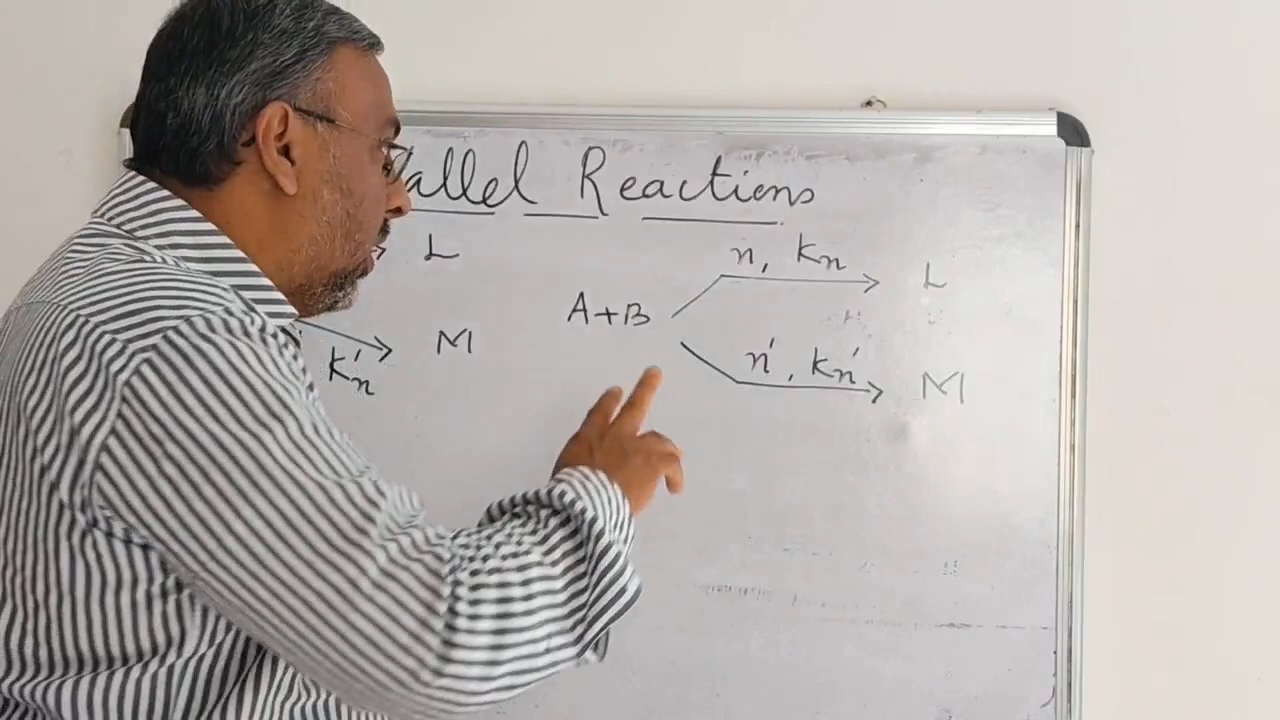 allel Reactions
L
M
k'n
n, kn
L
A+B
n', kn'
M